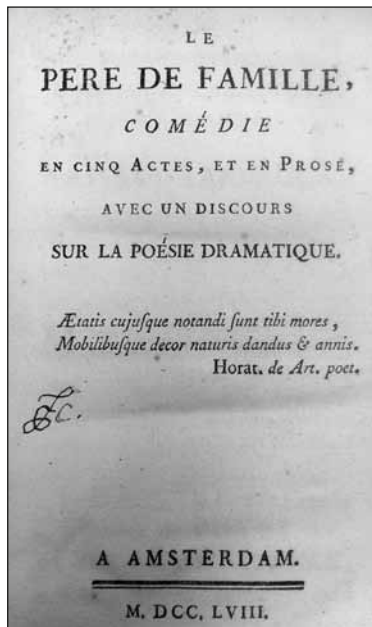 LE
PERE DE FAMILLE,
COMÉDIE
EN CINQ ACTES, ET EN PROSE,
AVEC UN DISCOURS
SUR LA POÉSIE DRAMATIQUE.
Ætatis cujuſque notandi ſunt tibi mores,
Mobilibuſque decor naturis dandus & annis.
Horat. de Art. poet.
A AMSTERDAM.
M. DCC. LVIII.